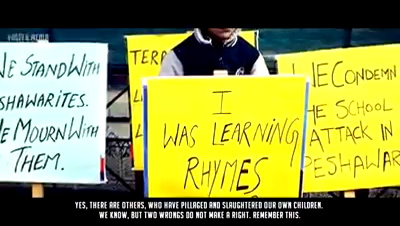 WE STAND WITH
PESHAWARITES.
WE MOURN WITH
THEM.
TERR
I
WAS LEARNING
RHYMES
WE CONDEMN
THE SCHOOL
ATTACK IN
PESHAWAR
YES, THERE ARE OTHERS, WHO HAVE PILLAGED AND SLAUGHTERED OUR OWN CHILDREN.
WE KNOW, BUT TWO WRONGS DO NOT MAKE A RIGHT. REMEMBER THIS.